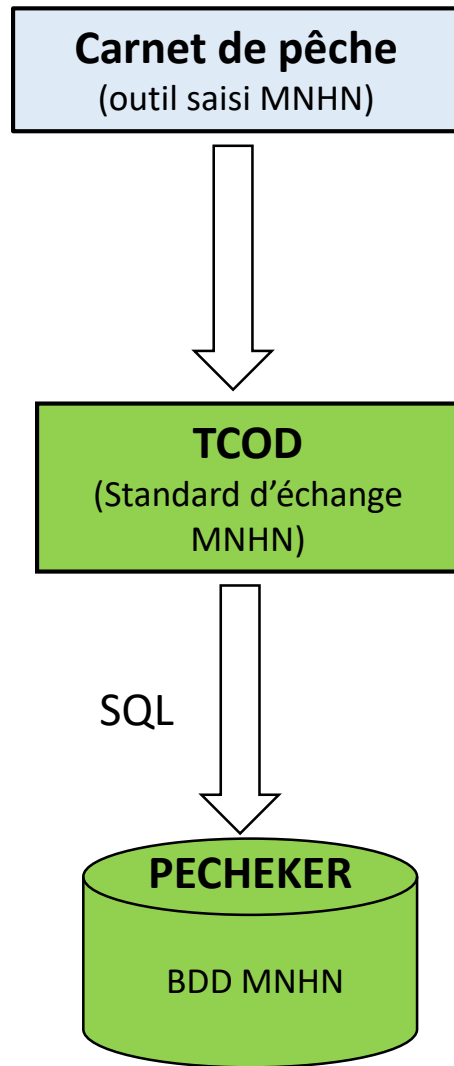 Carnet de pêche
(outil saisi MNHN)
TCOD
(Standard d'échange
MNHN)
SQL
PECHEKER
BDD MNHN